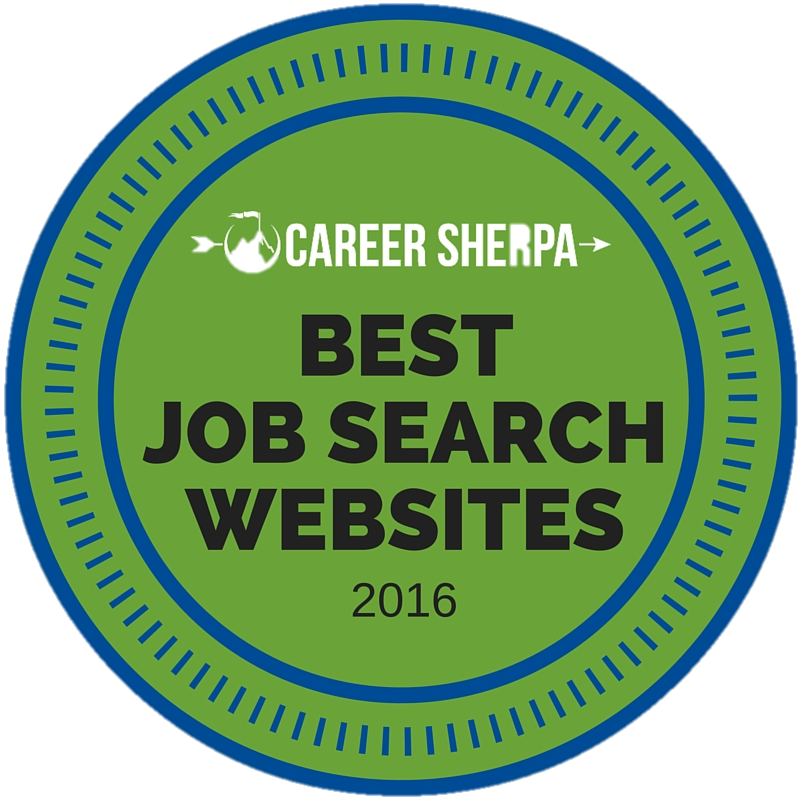 CAREER SHERPA
BEST
JOB SEARCH
WEBSITES
2016